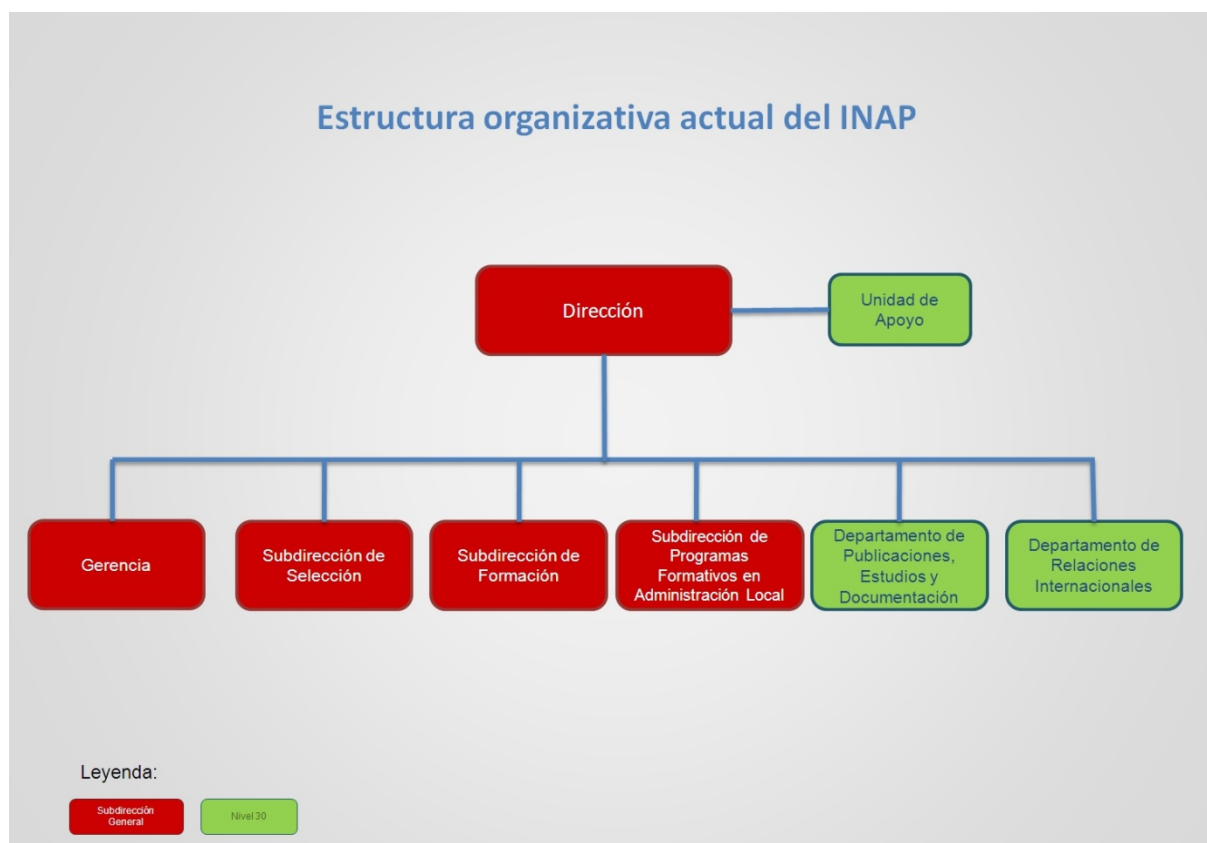 Estructura organizativa actual del INAP
Dirección
Unidad de
Apoyo
Gerencia
Subdirección de
Selección
Subdirección de
Formación
Subdirección de
Programas
Formativos en
Administración Local
Departamento de
Publicaciones,
Estudios y
Documentación
Departamento de
Relaciones
Internacionales
Leyenda:
Subdirección
General
Nivel 30